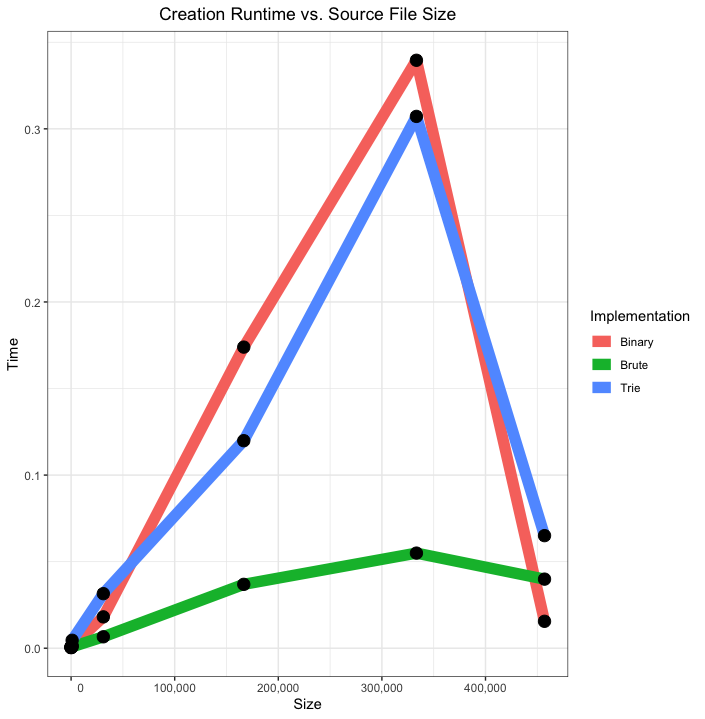 Creation Runtime vs. Source File Size
Time
0.3
0.2
0.1
0.0
0 100,000 200,000 300,000 400,000
Size
Implementation
Binary
Brute
Trie